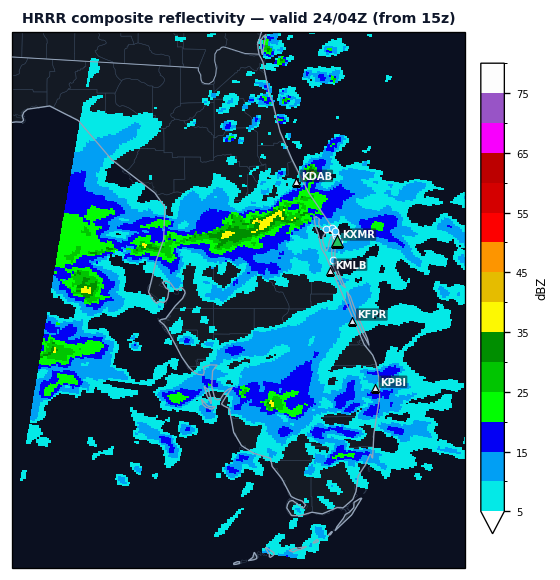 HRRR composite reflectivity — valid 24/04Z (from 15z)
KDAB
KXMR
KMLB
KFPR
KPBI
75
65
55
45
35
25
15
5
dBZ